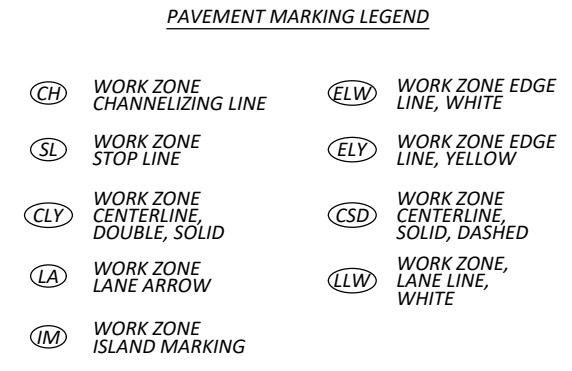 PAVEMENT MARKING LEGEND
CH
WORK ZONE
CHANNELIZING LINE
SL
WORK ZONE
STOP LINE
CLY
WORK ZONE
CENTERLINE,
DOUBLE, SOLID
LA
WORK ZONE
LANE ARROW
IM
WORK ZONE
ISLAND MARKING
ELW
WORK ZONE EDGE
LINE, WHITE
ELY
WORK ZONE EDGE
LINE, YELLOW
CSD
WORK ZONE
CENTERLINE,
SOLID, DASHED
LLW
WORK ZONE,
LANE LINE,
WHITE